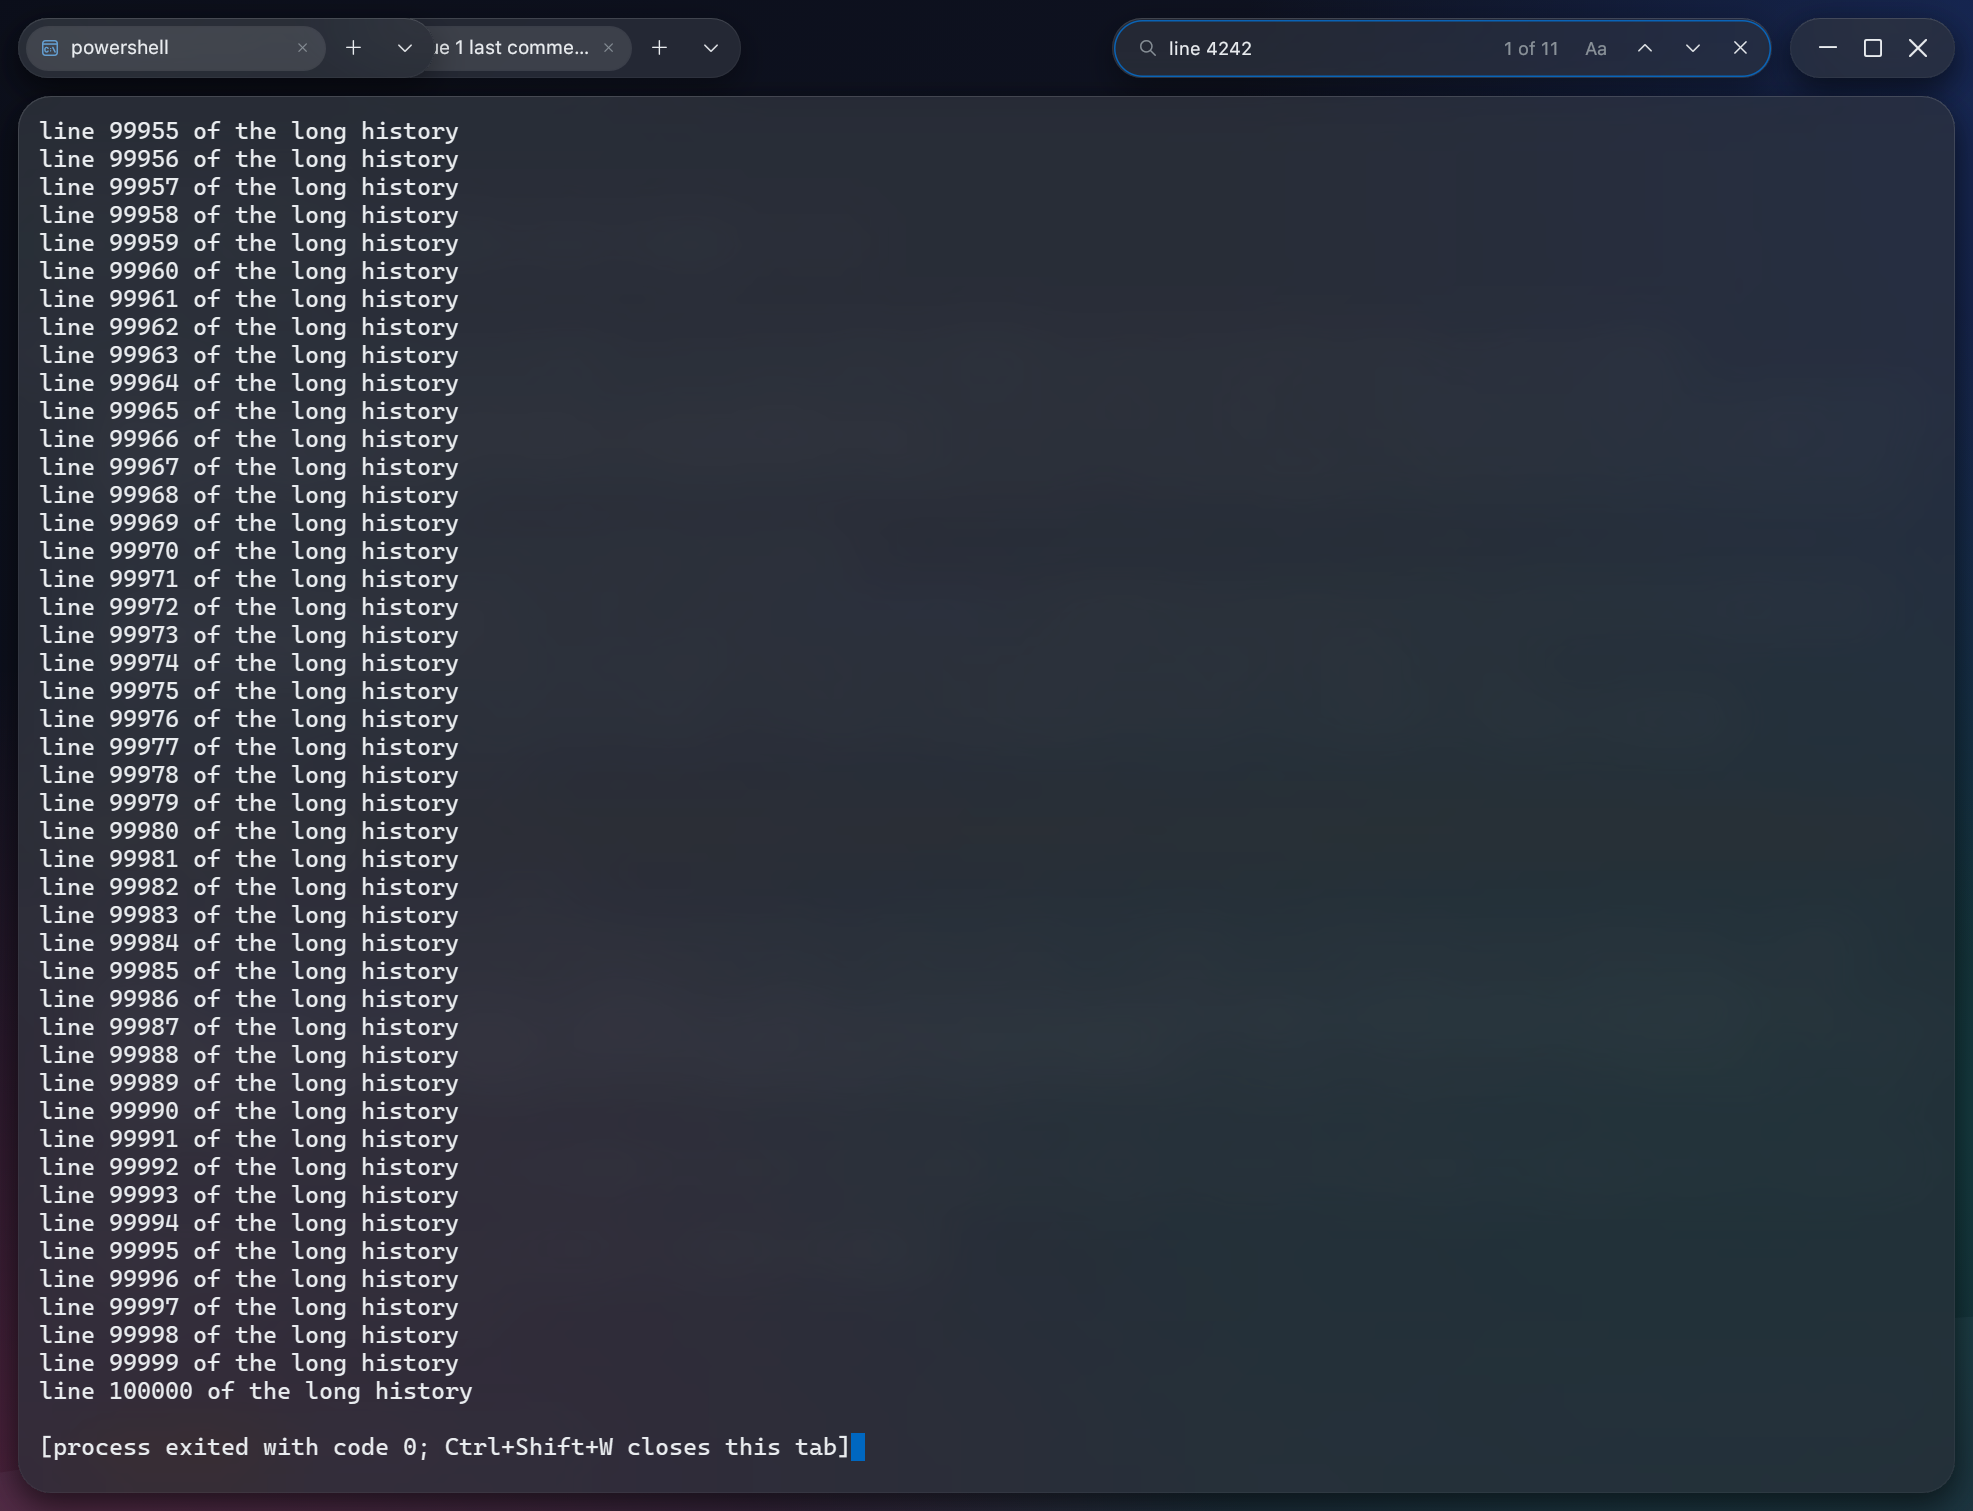 powershell
ue 1 last comme...
line 4242
1 of 11
Aa
line 99955 of the long history
line 99956 of the long history
line 99957 of the long history
line 99958 of the long history
line 99959 of the long history
line 99960 of the long history
line 99961 of the long history
line 99962 of the long history
line 99963 of the long history
line 99964 of the long history
line 99965 of the long history
line 99966 of the long history
line 99967 of the long history
line 99968 of the long history
line 99969 of the long history
line 99970 of the long history
line 99971 of the long history
line 99972 of the long history
line 99973 of the long history
line 99974 of the long history
line 99975 of the long history
line 99976 of the long history
line 99977 of the long history
line 99978 of the long history
line 99979 of the long history
line 99980 of the long history
line 99981 of the long history
line 99982 of the long history
line 99983 of the long history
line 99984 of the long history
line 99985 of the long history
line 99986 of the long history
line 99987 of the long history
line 99988 of the long history
line 99989 of the long history
line 99990 of the long history
line 99991 of the long history
line 99992 of the long history
line 99993 of the long history
line 99994 of the long history
line 99995 of the long history
line 99996 of the long history
line 99997 of the long history
line 99998 of the long history
line 99999 of the long history
line 100000 of the long history
[process exited with code 0; Ctrl+Shift+W closes this tab]